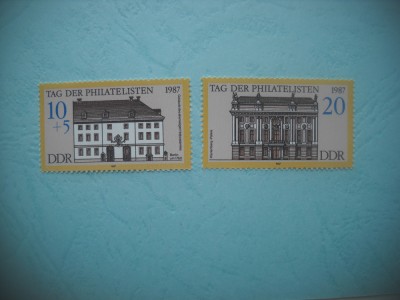 TAG DER PHILATELISTEN 1987
10
+5
DDR
TAG DER PHILATELISTEN 1987
20
DDR